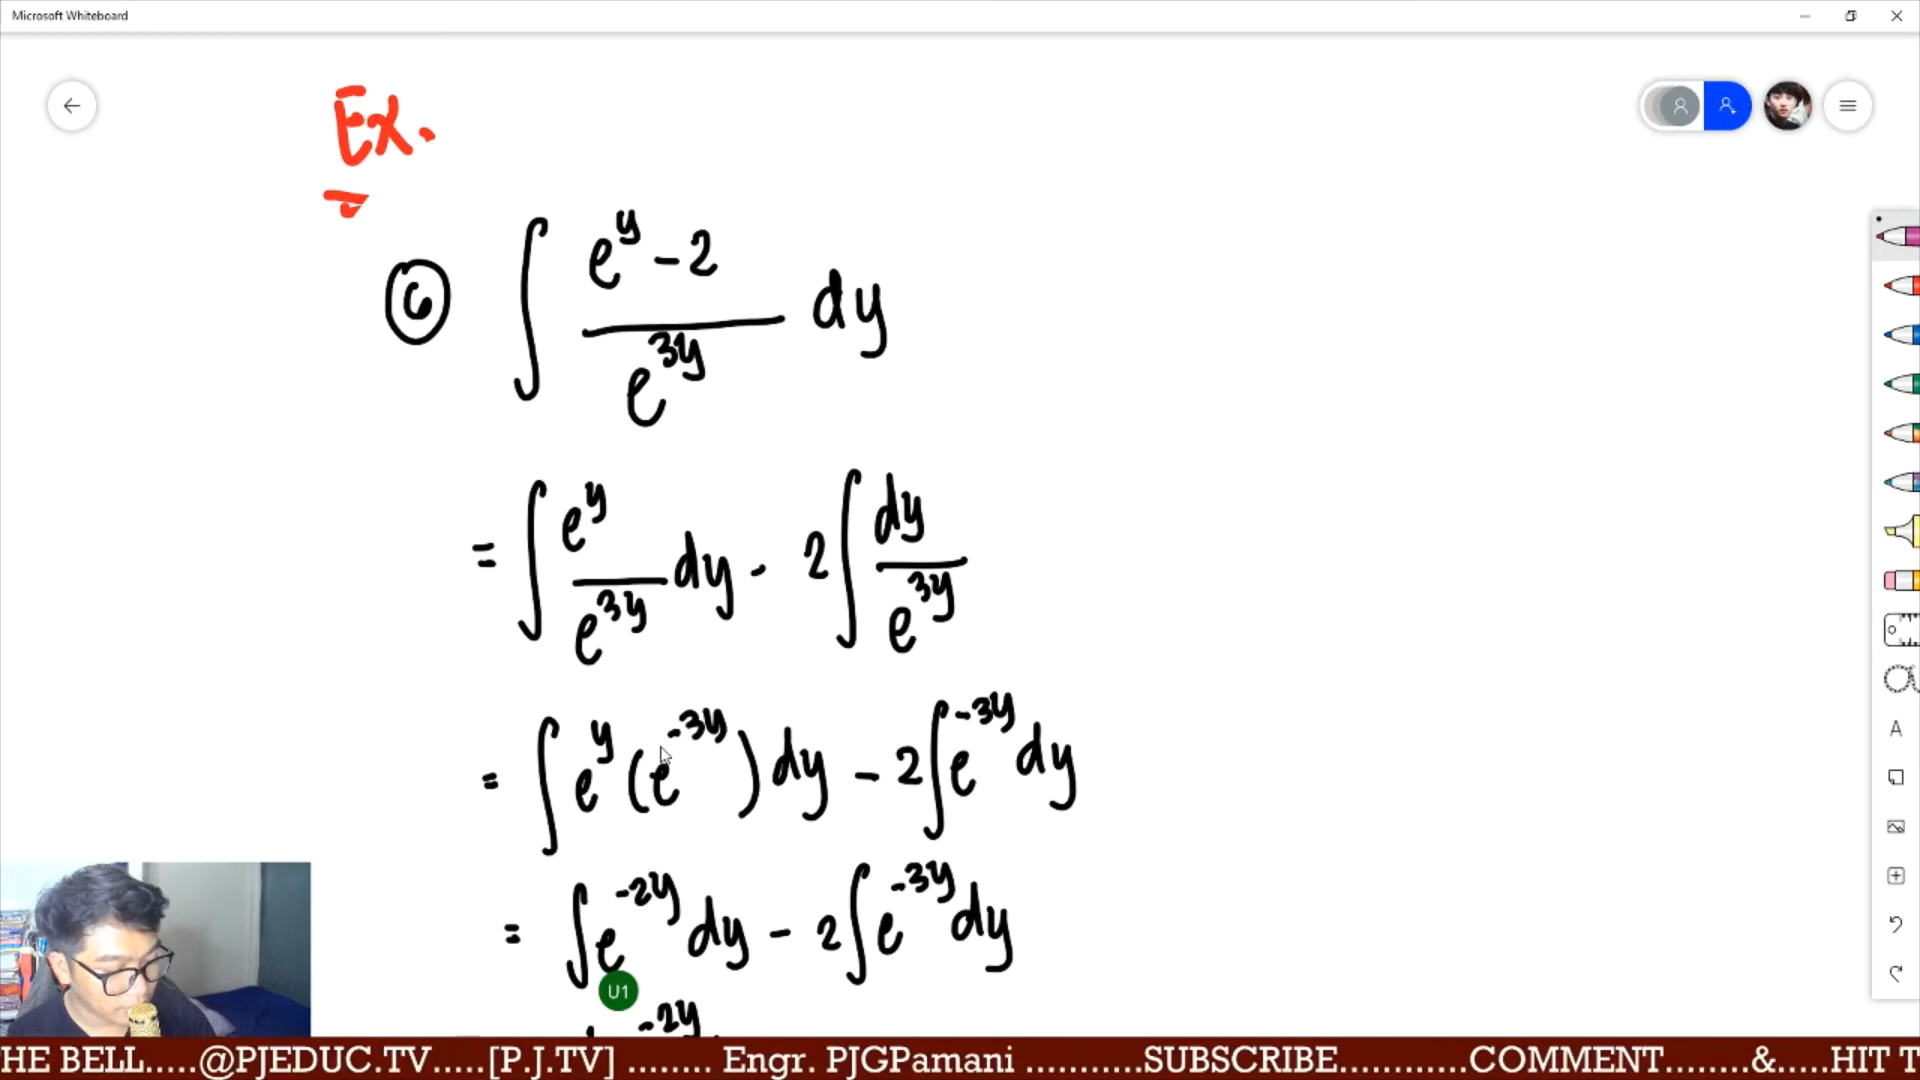 Microsoft Whiteboard
Ex.
⑥ ∫ (e^y - 2)/(e^{3y}) dy
= ∫ e^y/e^{3y} dy - 2 ∫ dy/e^{3y}
= ∫ e^y (e^{-3y}) dy - 2 ∫ e^{-3y} dy
= ∫ e^{-2y} dy - 2 ∫ e^{-3y} dy
U1
-2y
A
HE BELL.....@PJEDUC.TV.....[P.J.TV] ........ Engr. PJGPamani ...........SUBSCRIBE............COMMENT........&.....HIT T